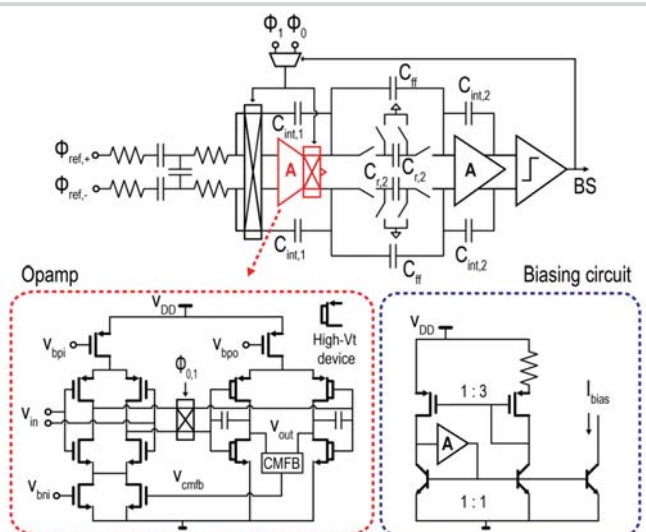 Φ1 Φ0
Cff
Cint,1
Cint,2
Φref,+
A
Cr,2
Cr,2
A
Φref,-
BS
Cint,1
Cff
Cint,2
Opamp
Biasing circuit
VDD
High-Vt
device
Vbpi
Vbpo
Φ0,1
Vin
Vout
CMFB
Vbni
Vcmfb
VDD
1 : 3
Ibias
A
1 : 1